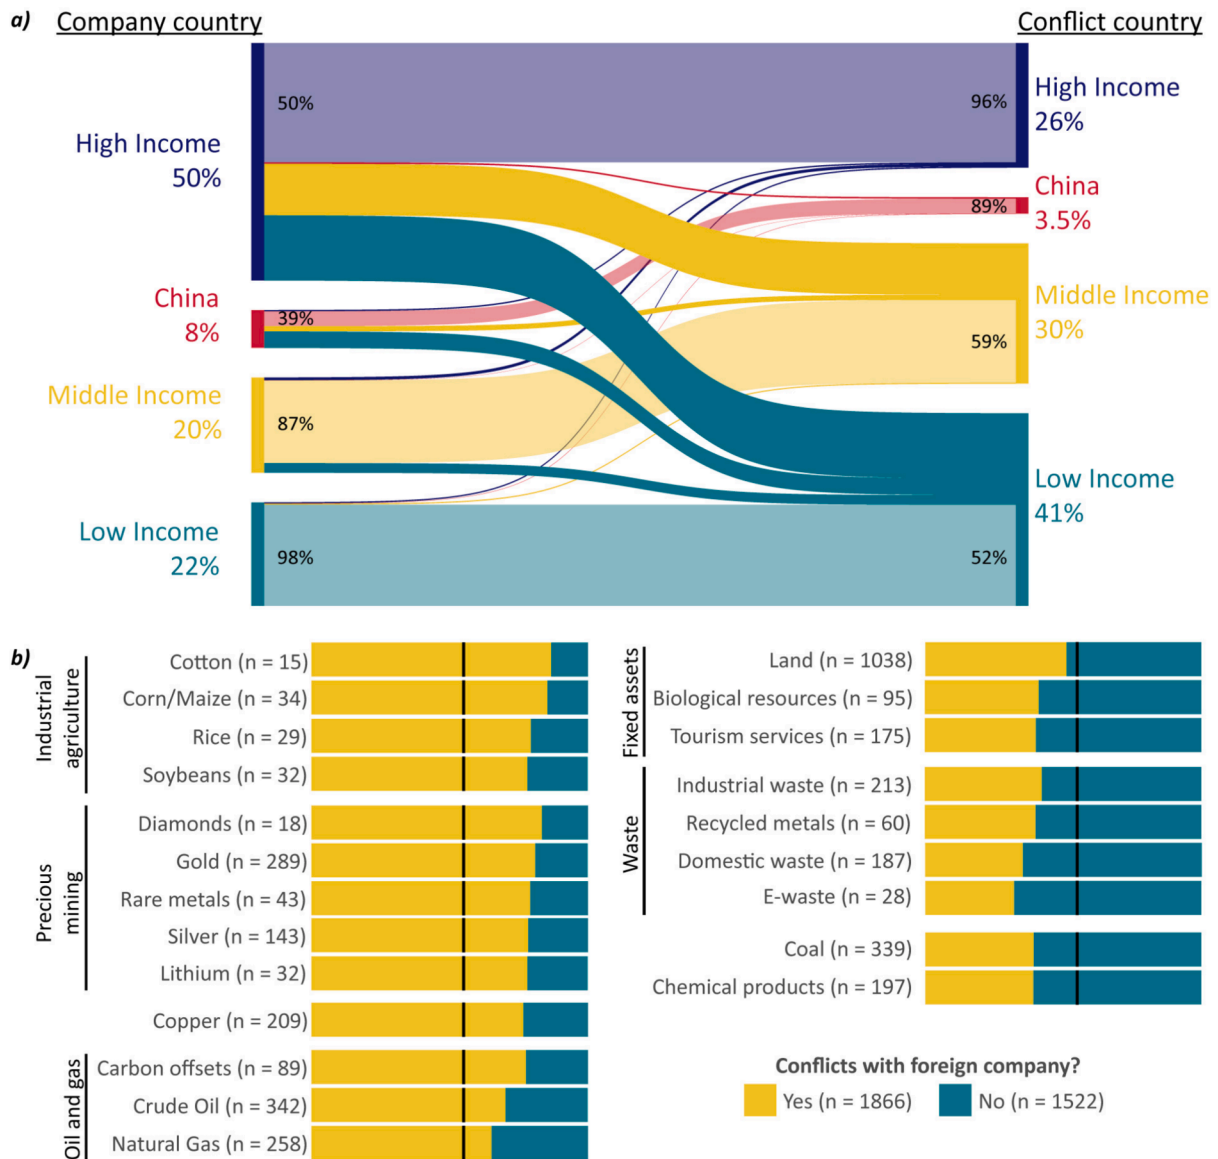 a)
Company country
Conflict country
High Income
50%
50%
96%
High Income
26%
China
8%
39%
89%
China
3.5%
Middle Income
20%
87%
59%
Middle Income
30%
Low Income
22%
98%
52%
Low Income
41%
b)
Industrial
agriculture
Cotton (n = 15)
Corn/Maize (n = 34)
Rice (n = 29)
Soybeans (n = 32)
Precious
mining
Diamonds (n = 18)
Gold (n = 289)
Rare metals (n = 43)
Silver (n = 143)
Lithium (n = 32)
Copper (n = 209)
Oil and gas
Carbon offsets (n = 89)
Crude Oil (n = 342)
Natural Gas (n = 258)
Fixed assets
Land (n = 1038)
Biological resources (n = 95)
Tourism services (n = 175)
Waste
Industrial waste (n = 213)
Recycled metals (n = 60)
Domestic waste (n = 187)
E-waste (n = 28)
Coal (n = 339)
Chemical products (n = 197)
Conflicts with foreign company?
Yes (n = 1866)
No (n = 1522)